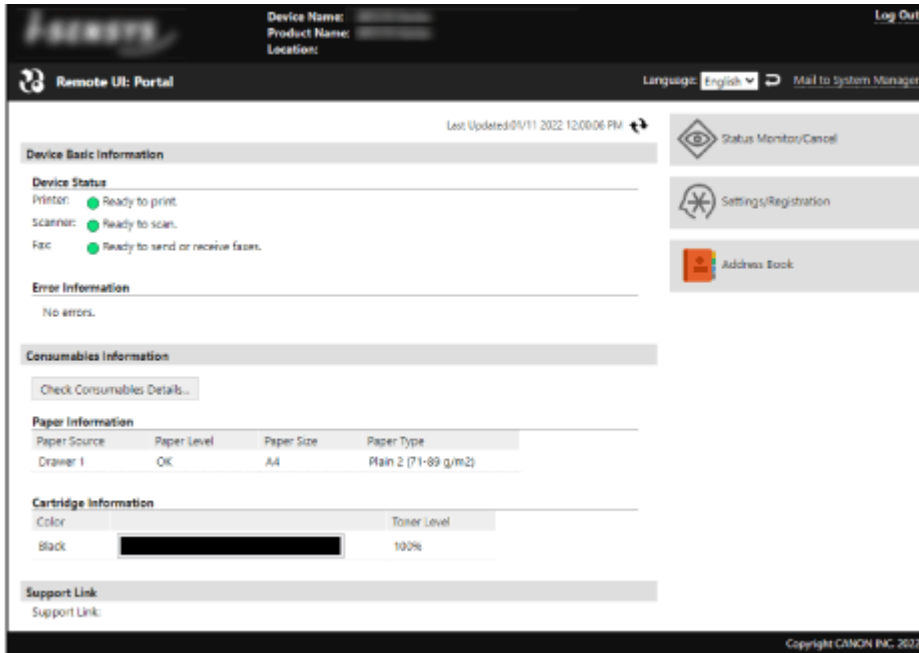 i-SENSYS
Device Name:
Product Name:
Location:
Log Out
Remote UI: Portal
Language: English
Mail to System Manager
Last Updated:01/11 2022 12:00:06 PM
Device Basic Information
Device Status
Printer: Ready to print.
Scanner: Ready to scan.
Fax: Ready to send or receive faxes.
Error Information
No errors.
Consumables Information
Check Consumables Details...
Paper Information
Paper Source Paper Level Paper Size Paper Type
Drawer 1 OK A4 Plain 2 (71-89 g/m2)
Cartridge Information
Color Toner Level
Black 100%
Support Link
Support Link:
Status Monitor/Cancel
Settings/Registration
Address Book
Copyright CANON INC. 2022